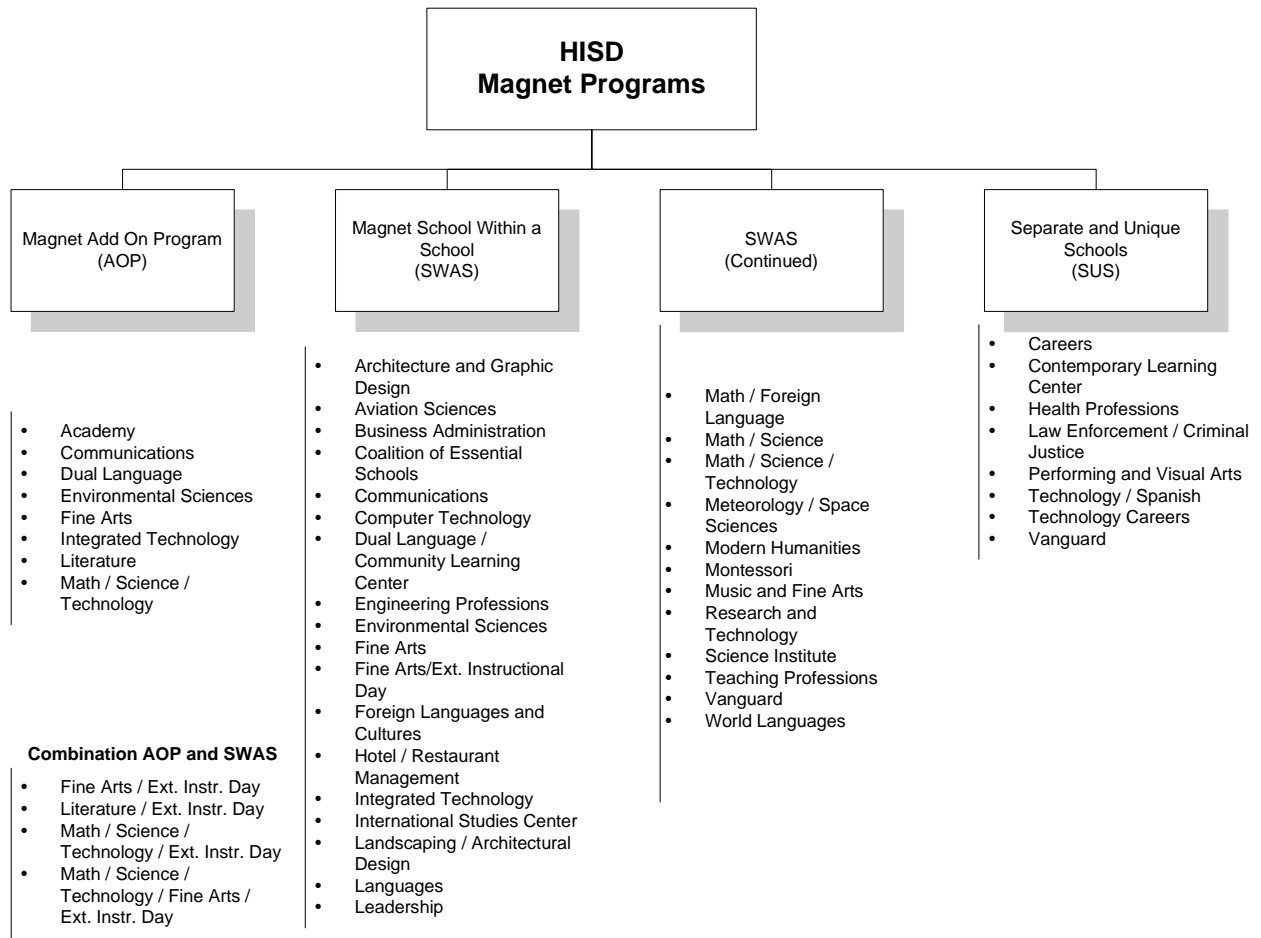 HISD
Magnet Programs
Magnet Add On Program
(AOP)
• Academy
• Communications
• Dual Language
• Environmental Sciences
• Fine Arts
• Integrated Technology
• Literature
• Math / Science /
Technology
Combination AOP and SWAS
• Fine Arts / Ext. Instr. Day
• Literature / Ext. Instr. Day
• Math / Science /
Technology / Ext. Instr. Day
• Math / Science /
Technology / Fine Arts /
Ext. Instr. Day
Magnet School Within a
School
(SWAS)
• Architecture and Graphic
Design
• Aviation Sciences
• Business Administration
• Coalition of Essential
Schools
• Communications
• Computer Technology
• Dual Language /
Community Learning
Center
• Engineering Professions
• Environmental Sciences
• Fine Arts
• Fine Arts/Ext. Instructional
Day
• Foreign Languages and
Cultures
• Hotel / Restaurant
Management
• Integrated Technology
• International Studies Center
• Landscaping / Architectural
Design
• Languages
• Leadership
SWAS
(Continued)
• Math / Foreign
Language
• Math / Science
• Math / Science /
Technology
• Meteorology / Space
Sciences
• Modern Humanities
• Montessori
• Music and Fine Arts
• Research and
Technology
• Science Institute
• Teaching Professions
• Vanguard
• World Languages
Separate and Unique
Schools
(SUS)
• Careers
• Contemporary Learning
Center
• Health Professions
• Law Enforcement / Criminal
Justice
• Performing and Visual Arts
• Technology / Spanish
• Technology Careers
• Vanguard